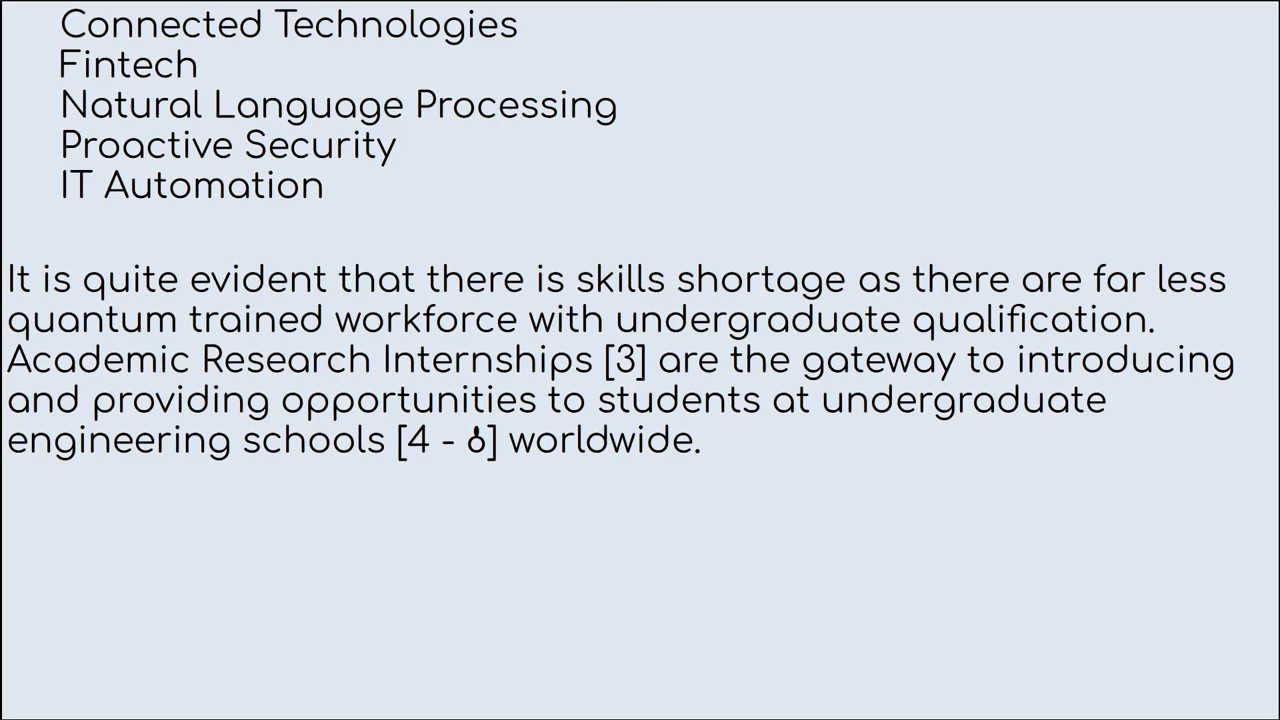 Connected Technologies
Fintech
Natural Language Processing
Proactive Security
IT Automation
It is quite evident that there is skills shortage as there are far less
quantum trained workforce with undergraduate qualification.
Academic Research Internships [3] are the gateway to introducing
and providing opportunities to students at undergraduate
engineering schools [4 - 6] worldwide.